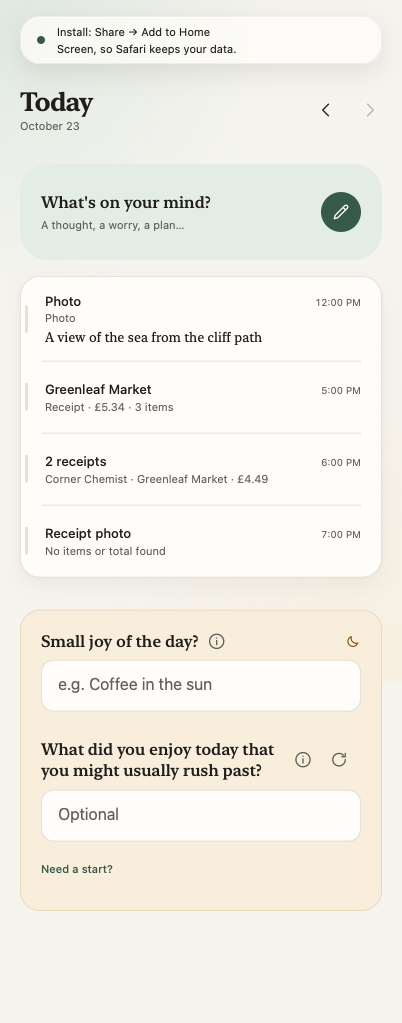 Install: Share → Add to Home
Screen, so Safari keeps your data.
Today
October 23
What's on your mind?
A thought, a worry, a plan…
Photo
12:00 PM
Photo
A view of the sea from the cliff path
Greenleaf Market
5:00 PM
Receipt · £5.34 · 3 items
2 receipts
6:00 PM
Corner Chemist · Greenleaf Market · £4.49
Receipt photo
7:00 PM
No items or total found
Small joy of the day?
e.g. Coffee in the sun
What did you enjoy today that
you might usually rush past?
Optional
Need a start?